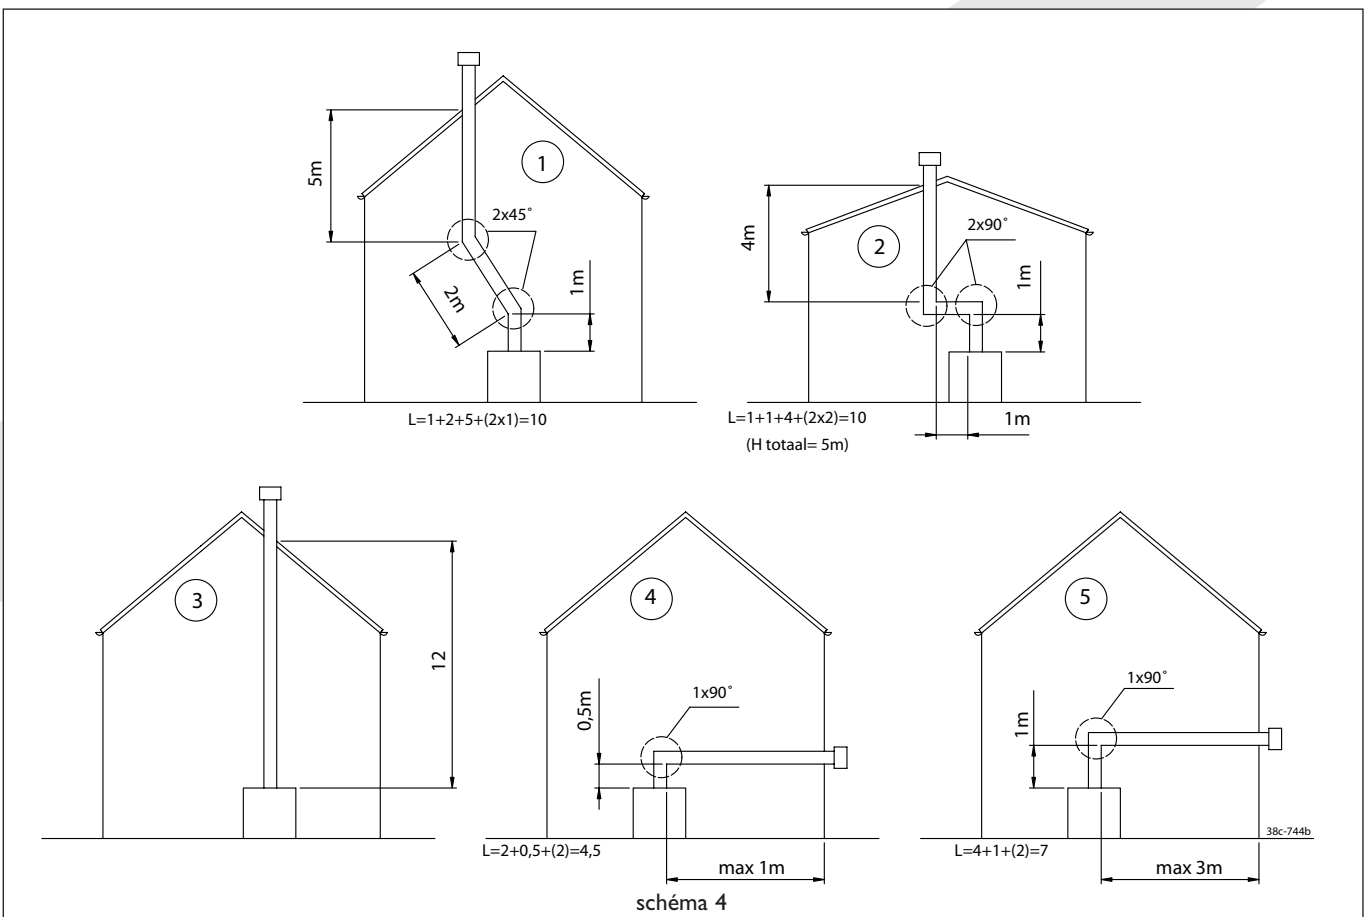 1
5m
2x45°
2m
1m
L=1+2+5+(2x1)=10
2
4m
2x90°
1m
L=1+1+4+(2x2)=10
1m
(H totaal= 5m)
3
12
4
0,5m
1x90°
L=2+0,5+(2)=4,5
max 1m
5
1m
1x90°
38c-744b
L=4+1+(2)=7
max 3m
schéma 4